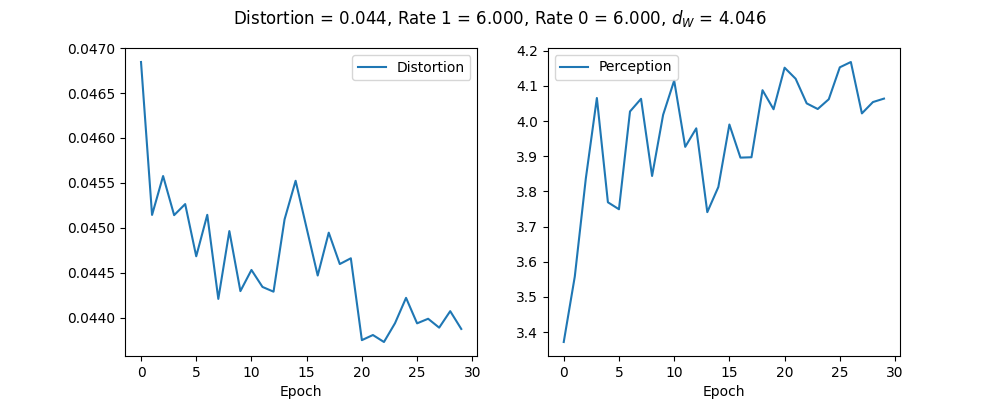 Distortion = 0.044, Rate 1 = 6.000, Rate 0 = 6.000, d_W = 4.046
0.0470
0.0465
0.0460
0.0455
0.0450
0.0445
0.0440
Distortion
0 5 10 15 20 25 30
Epoch
4.2
4.1
4.0
3.9
3.8
3.7
3.6
3.5
3.4
Perception
0 5 10 15 20 25 30
Epoch